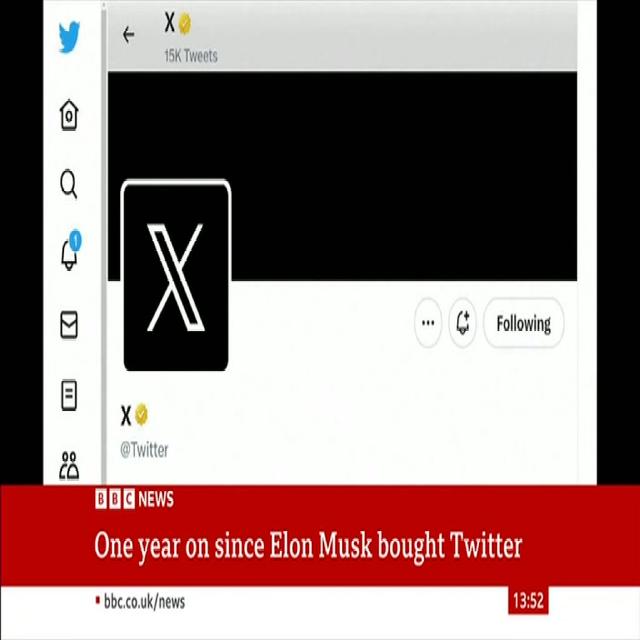 X
15K Tweets
X
1
Following
X
@Twitter
BBC NEWS
One year on since Elon Musk bought Twitter
bbc.co.uk/news
13:52